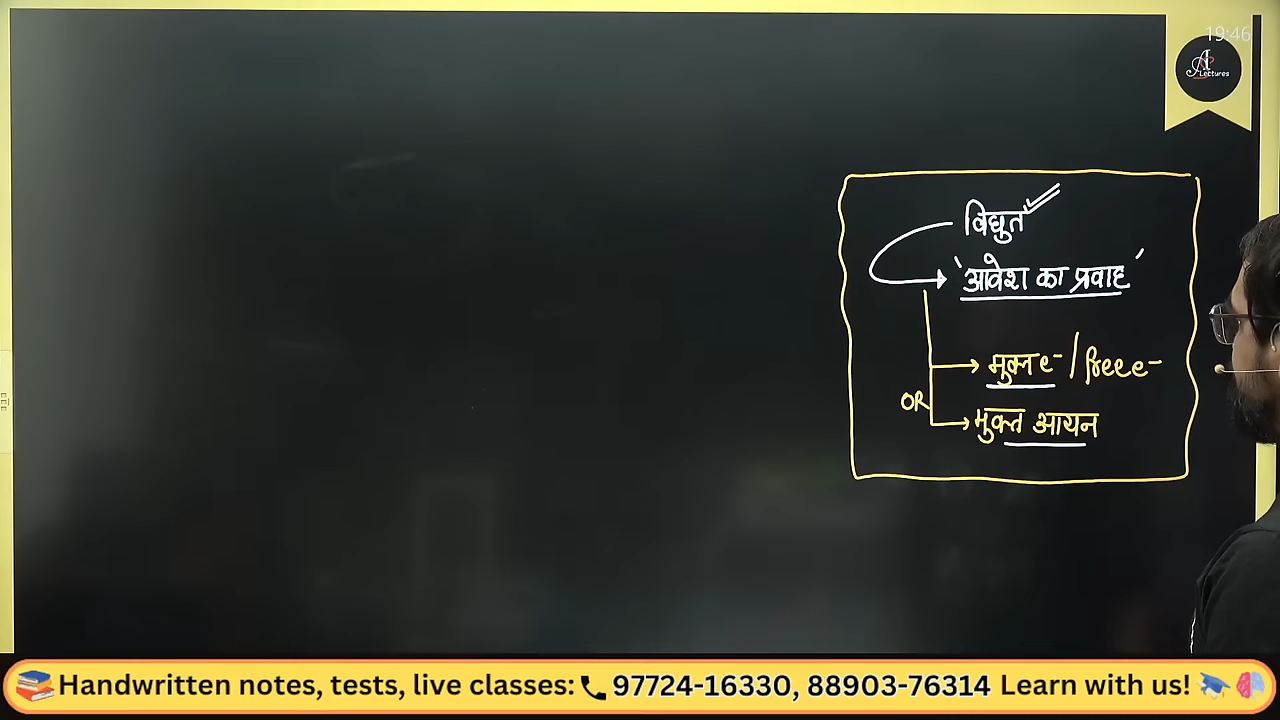 19:46
A
Lectures
विधुत
'आवेश का प्रवाह'
मुक्त e- / free e-
OR
मुक्त आयन
Handwritten notes, tests, live classes: 97724-16330, 88903-76314 Learn with us!